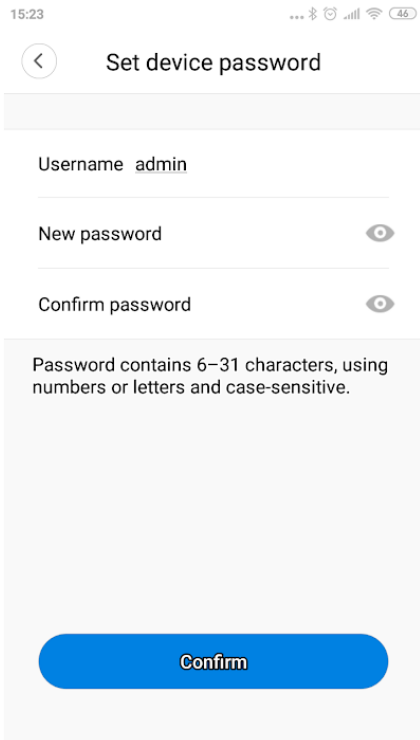 15:23
... 46
Set device password
Username admin
New password
Confirm password
Password contains 6–31 characters, using
numbers or letters and case-sensitive.
Confirm